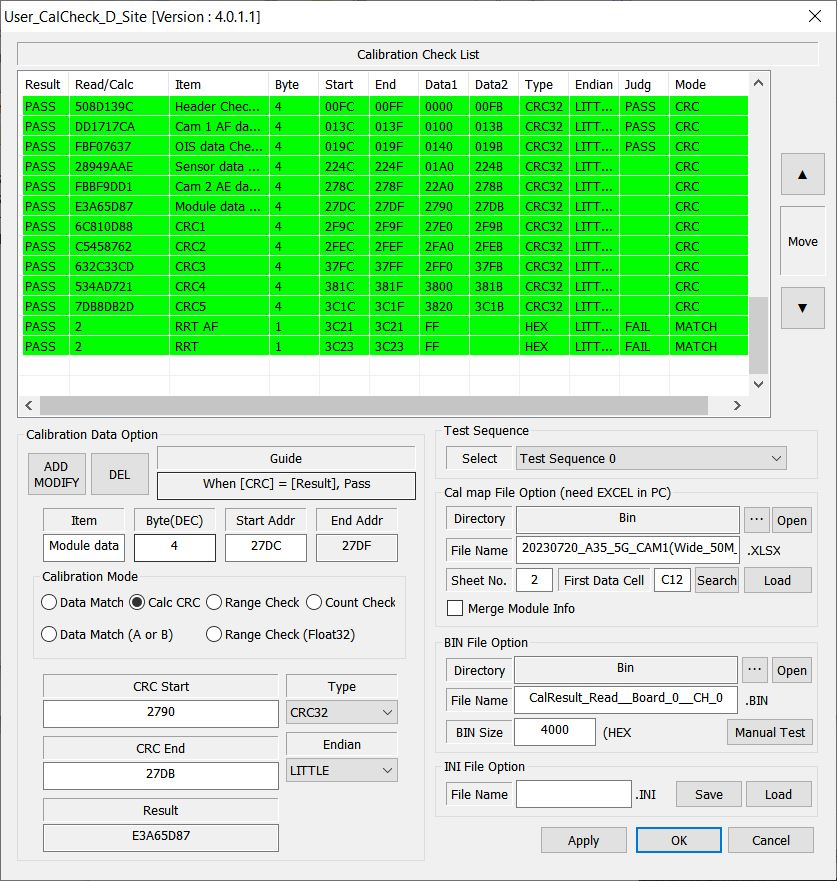 User_CalCheck_D_Site [Version : 4.0.1.1]
Calibration Check List
Result Read/Calc Item Byte Start End Data1 Data2 Type Endian Judg Mode
PASS 508D139C Header Chec... 4 00FC 00FF 0000 00FB CRC32 LITT... PASS CRC
PASS DD1717CA Cam 1 AF da... 4 013C 013F 0100 013B CRC32 LITT... PASS CRC
PASS FBF07637 OIS data Che... 4 019C 019F 0140 019B CRC32 LITT... PASS CRC
PASS 28949AAE Sensor data ... 4 224C 224F 01A0 224B CRC32 LITT... CRC
PASS FBBF9DD1 Cam 2 AE da... 4 278C 278F 22A0 278B CRC32 LITT... CRC
PASS E3A65D87 Module data ... 4 27DC 27DF 2790 27DB CRC32 LITT... CRC
PASS 6C810D88 CRC1 4 2F9C 2F9F 27E0 2F9B CRC32 LITT... CRC
PASS C5458762 CRC2 4 2FEC 2FEF 2FA0 2FEB CRC32 LITT... CRC
PASS 632C33CD CRC3 4 37FC 37FF 2FF0 37FB CRC32 LITT... CRC
PASS 534AD721 CRC4 4 381C 381F 3800 381B CRC32 LITT... CRC
PASS 7DB8DB2D CRC5 4 3C1C 3C1F 3820 3C1B CRC32 LITT... CRC
PASS 2 RRT AF 1 3C21 3C21 FF HEX LITT... FAIL MATCH
PASS 2 RRT 1 3C23 3C23 FF HEX LITT... FAIL MATCH
Move
Calibration Data Option
ADD MODIFY
DEL
Guide
When [CRC] = [Result], Pass
Item Byte(DEC) Start Addr End Addr
Module data 4 27DC 27DF
Calibration Mode
Data Match Calc CRC Range Check Count Check
Data Match (A or B) Range Check (Float32)
CRC Start Type
2790 CRC32
CRC End Endian
27DB LITTLE
Result
E3A65D87
Test Sequence
Select Test Sequence 0
Cal map File Option (need EXCEL in PC)
Directory Bin ... Open
File Name 20230720_A35_5G_CAM1(Wide_50M_ .XLSX
Sheet No. 2 First Data Cell C12 Search Load
Merge Module Info
BIN File Option
Directory Bin ... Open
File Name CalResult_Read__Board_0__CH_0 .BIN
BIN Size 4000 (HEX Manual Test
INI File Option
File Name .INI Save Load
Apply OK Cancel